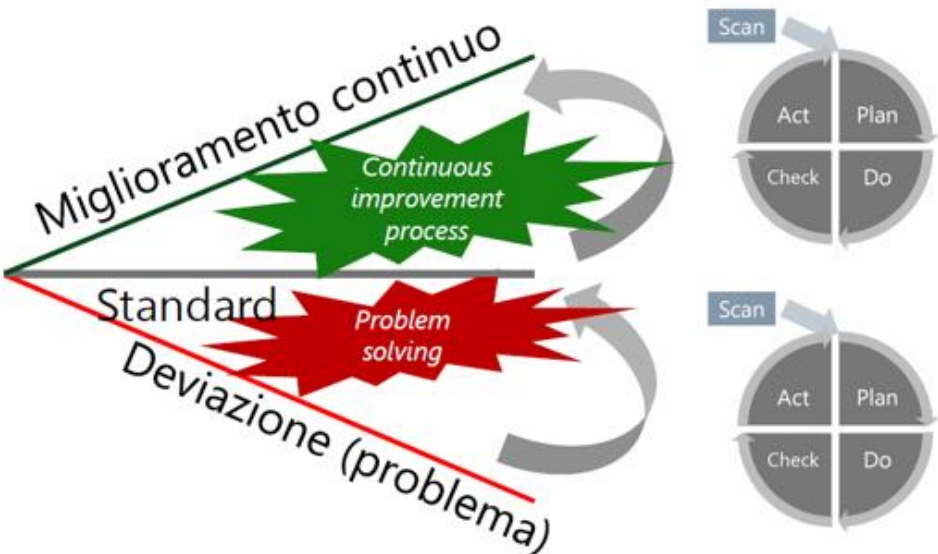 Miglioramento continuo
Continuous
improvement
process
Standard
Problem
solving
Deviazione (problema)
Scan
Act
Plan
Check
Do
Scan
Act
Plan
Check
Do